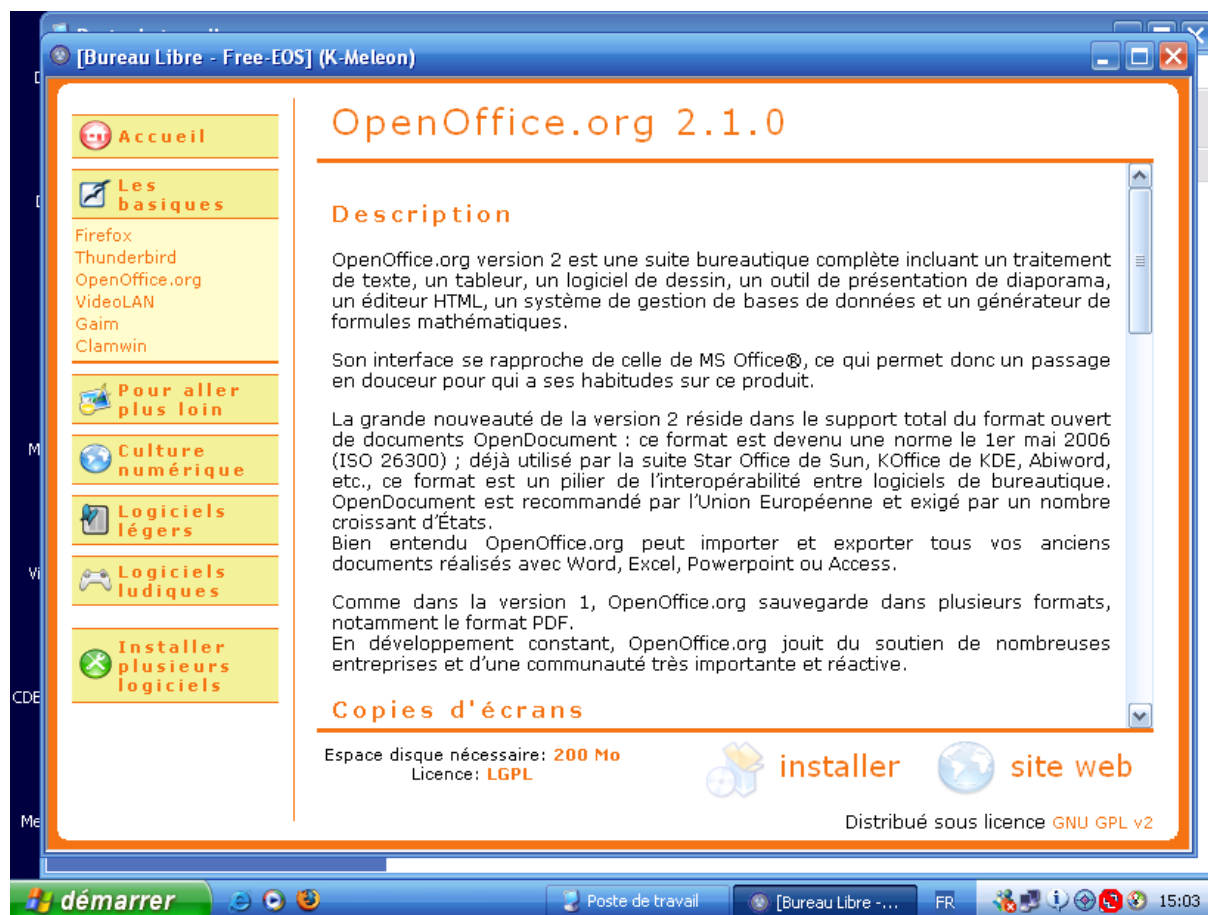 [Bureau Libre - Free-EOS] (K-Meleon)
Accueil
Les
basiques
Firefox
Thunderbird
OpenOffice.org
VideoLAN
Gaim
Clamwin
Pour aller
plus loin
Culture
numérique
Logiciels
légers
Logiciels
ludiques
Installer
plusieurs
logiciels
OpenOffice.org 2.1.0
Description
OpenOffice.org version 2 est une suite bureautique complète incluant un traitement
de texte, un tableur, un logiciel de dessin, un outil de présentation de diaporama,
un éditeur HTML, un système de gestion de bases de données et un générateur de
formules mathématiques.
Son interface se rapproche de celle de MS Office®, ce qui permet donc un passage
en douceur pour qui a ses habitudes sur ce produit.
La grande nouveauté de la version 2 réside dans le support total du format ouvert
de documents OpenDocument : ce format est devenu une norme le 1er mai 2006
(ISO 26300) ; déjà utilisé par la suite Star Office de Sun, KOffice de KDE, Abiword,
etc., ce format est un pilier de l'interopérabilité entre logiciels de bureautique.
OpenDocument est recommandé par l'Union Européenne et exigé par un nombre
croissant d'États.
Bien entendu OpenOffice.org peut importer et exporter tous vos anciens
documents réalisés avec Word, Excel, Powerpoint ou Access.
Comme dans la version 1, OpenOffice.org sauvegarde dans plusieurs formats,
notamment le format PDF.
En développement constant, OpenOffice.org jouit du soutien de nombreuses
entreprises et d'une communauté très importante et réactive.
Copies d'écrans
Espace disque nécessaire: 200 Mo
Licence: LGPL
installer
site web
Distribué sous licence GNU GPL v2
M
Vi
CDE
Me
démarrer
Poste de travail
[Bureau Libre -...
FR
15:03